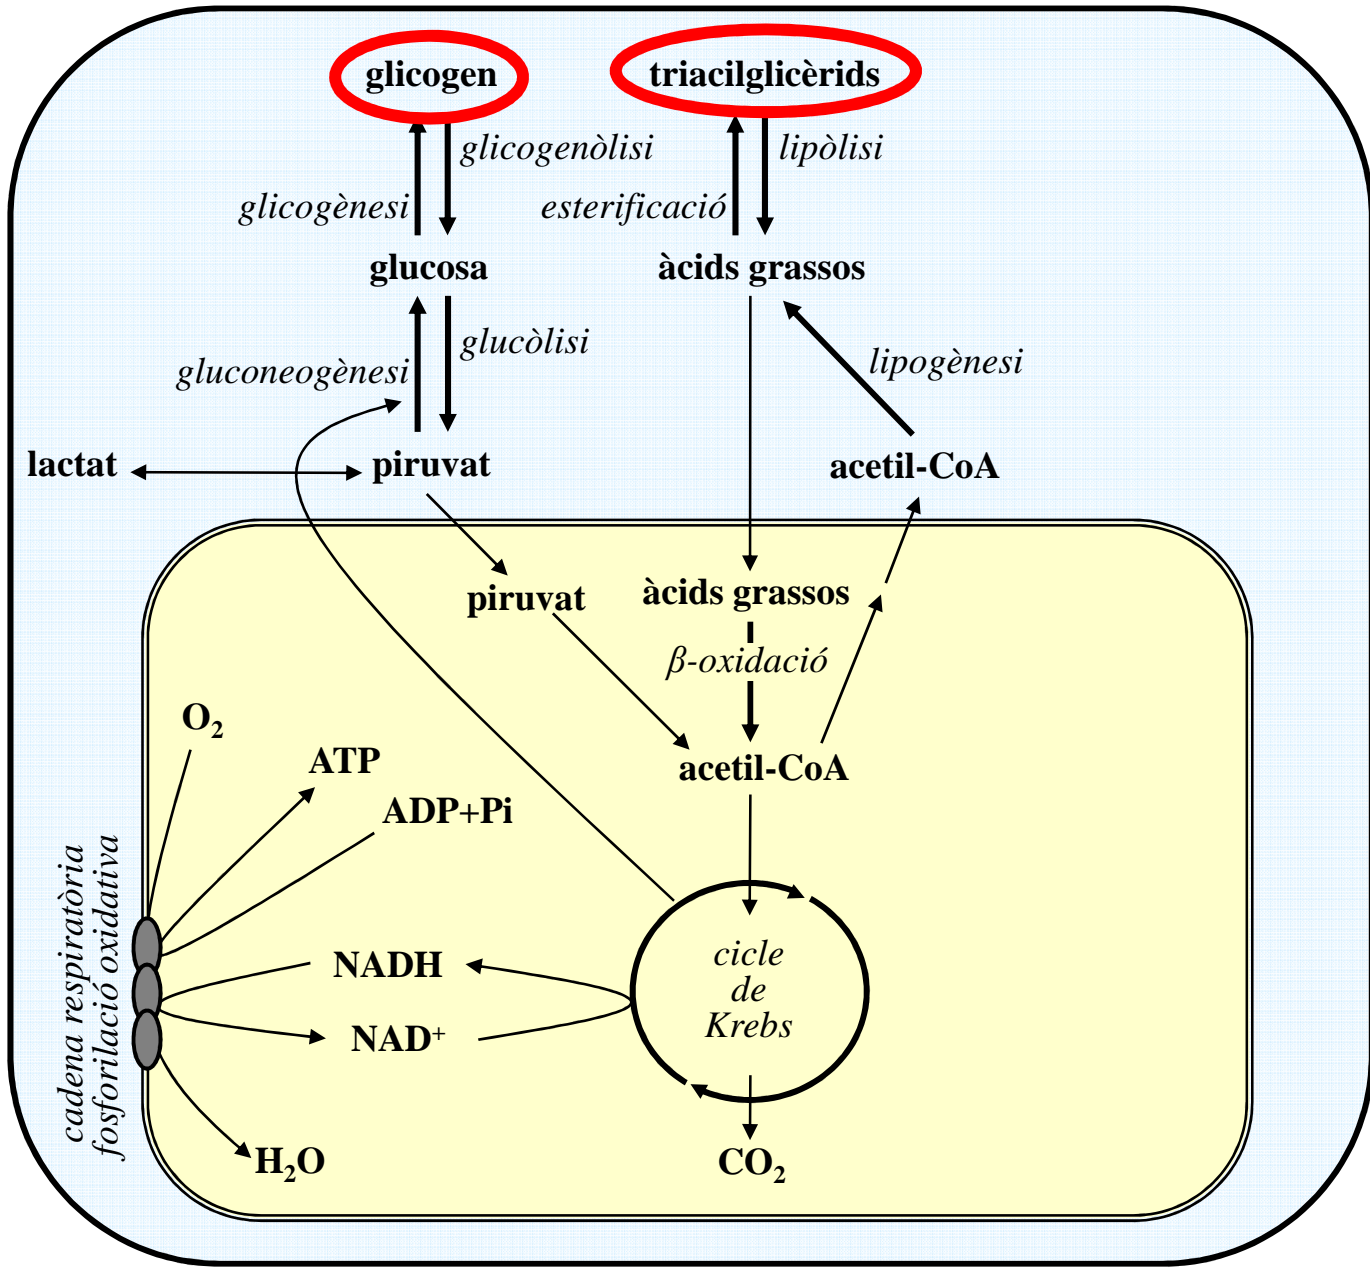 glicogen
triacilglicèrids
glicogenòlisi
lipòlisi
glicogènesi
esterificació
glucosa
àcids grassos
glucòlisi
gluconeogènesi
lipogènesi
lactat
piruvat
acetil-CoA
piruvat
àcids grassos
β-oxidació
O₂
ATP
acetil-CoA
ADP+Pi
cadena respiratòria
fosforilació oxidativa
NADH
cicle
de
Krebs
NAD⁺
H₂O
CO₂